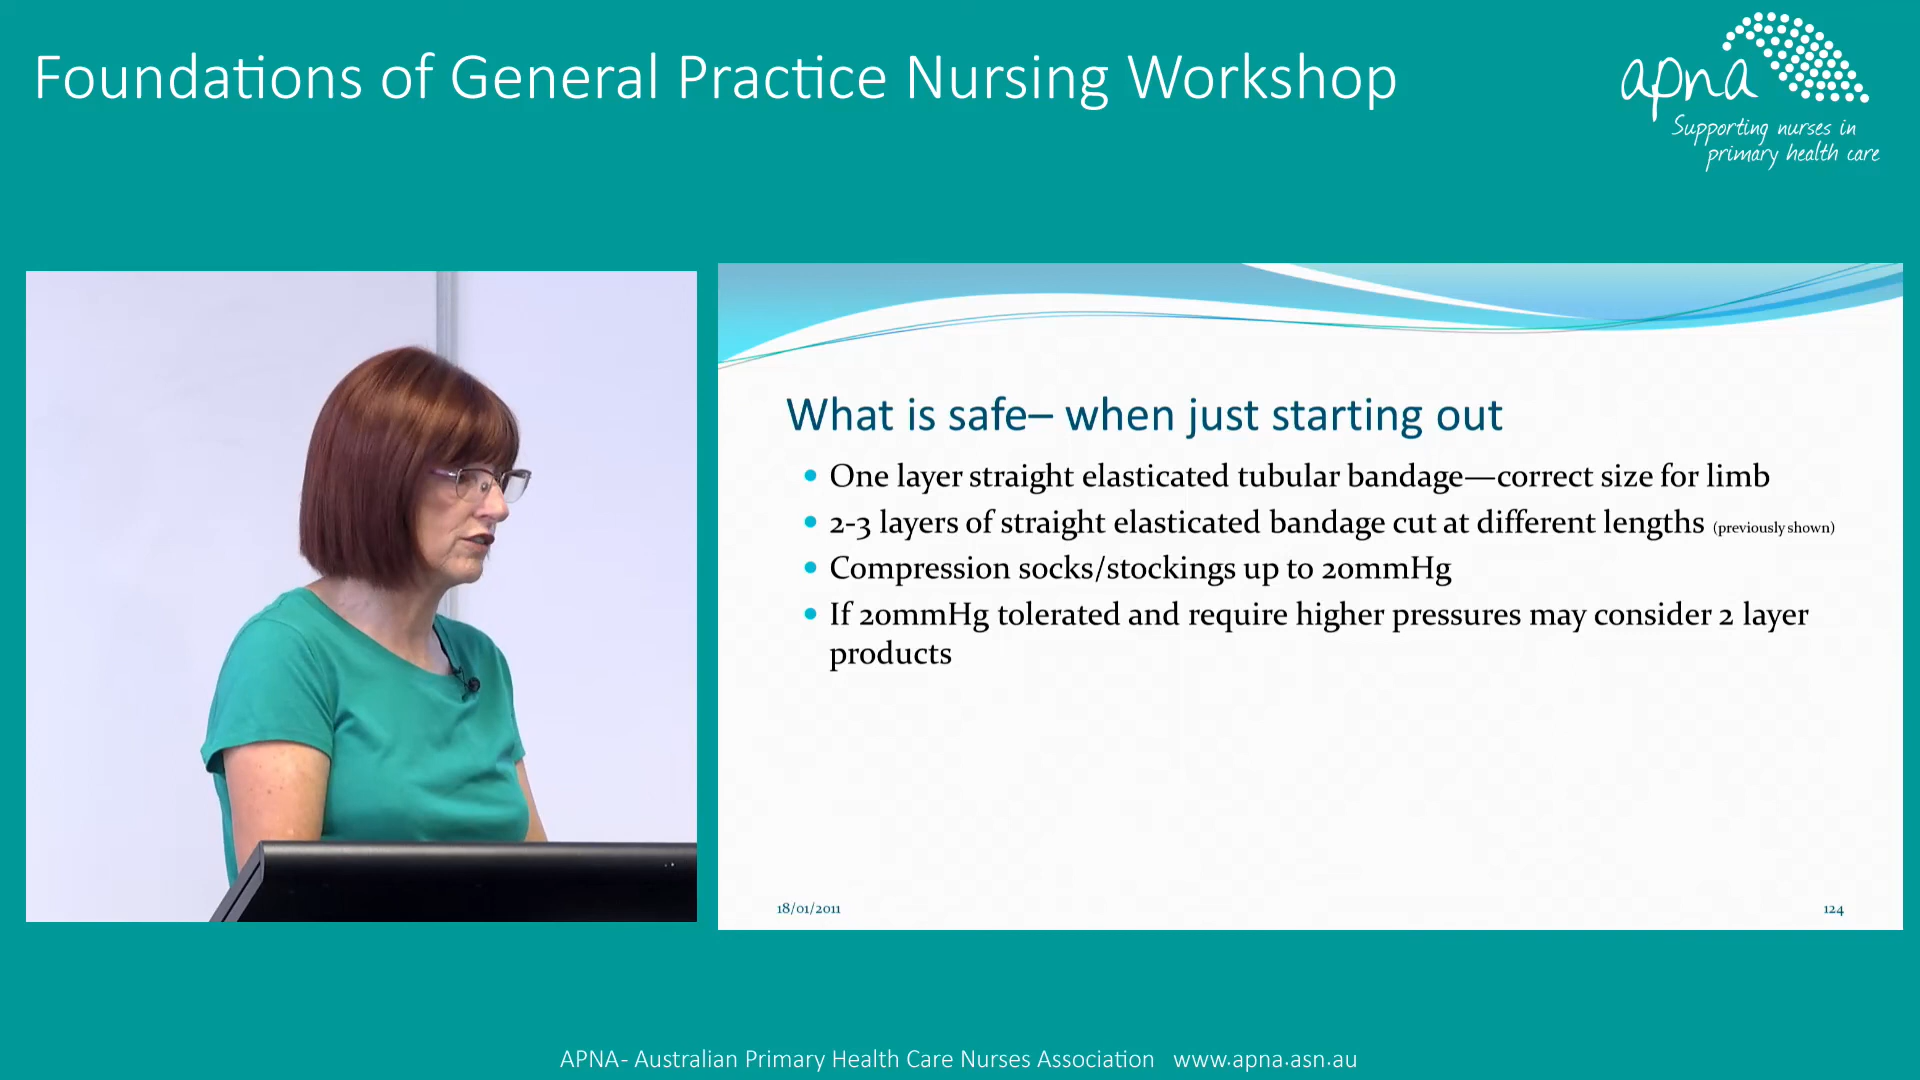 Foundations of General Practice Nursing Workshop
apna
Supporting nurses in
primary health care
What is safe– when just starting out
• One layer straight elasticated tubular bandage—correct size for limb
• 2-3 layers of straight elasticated bandage cut at different lengths (previously shown)
• Compression socks/stockings up to 20mmHg
• If 20mmHg tolerated and require higher pressures may consider 2 layer
products
18/01/2011
124
APNA- Australian Primary Health Care Nurses Association www.apna.asn.au